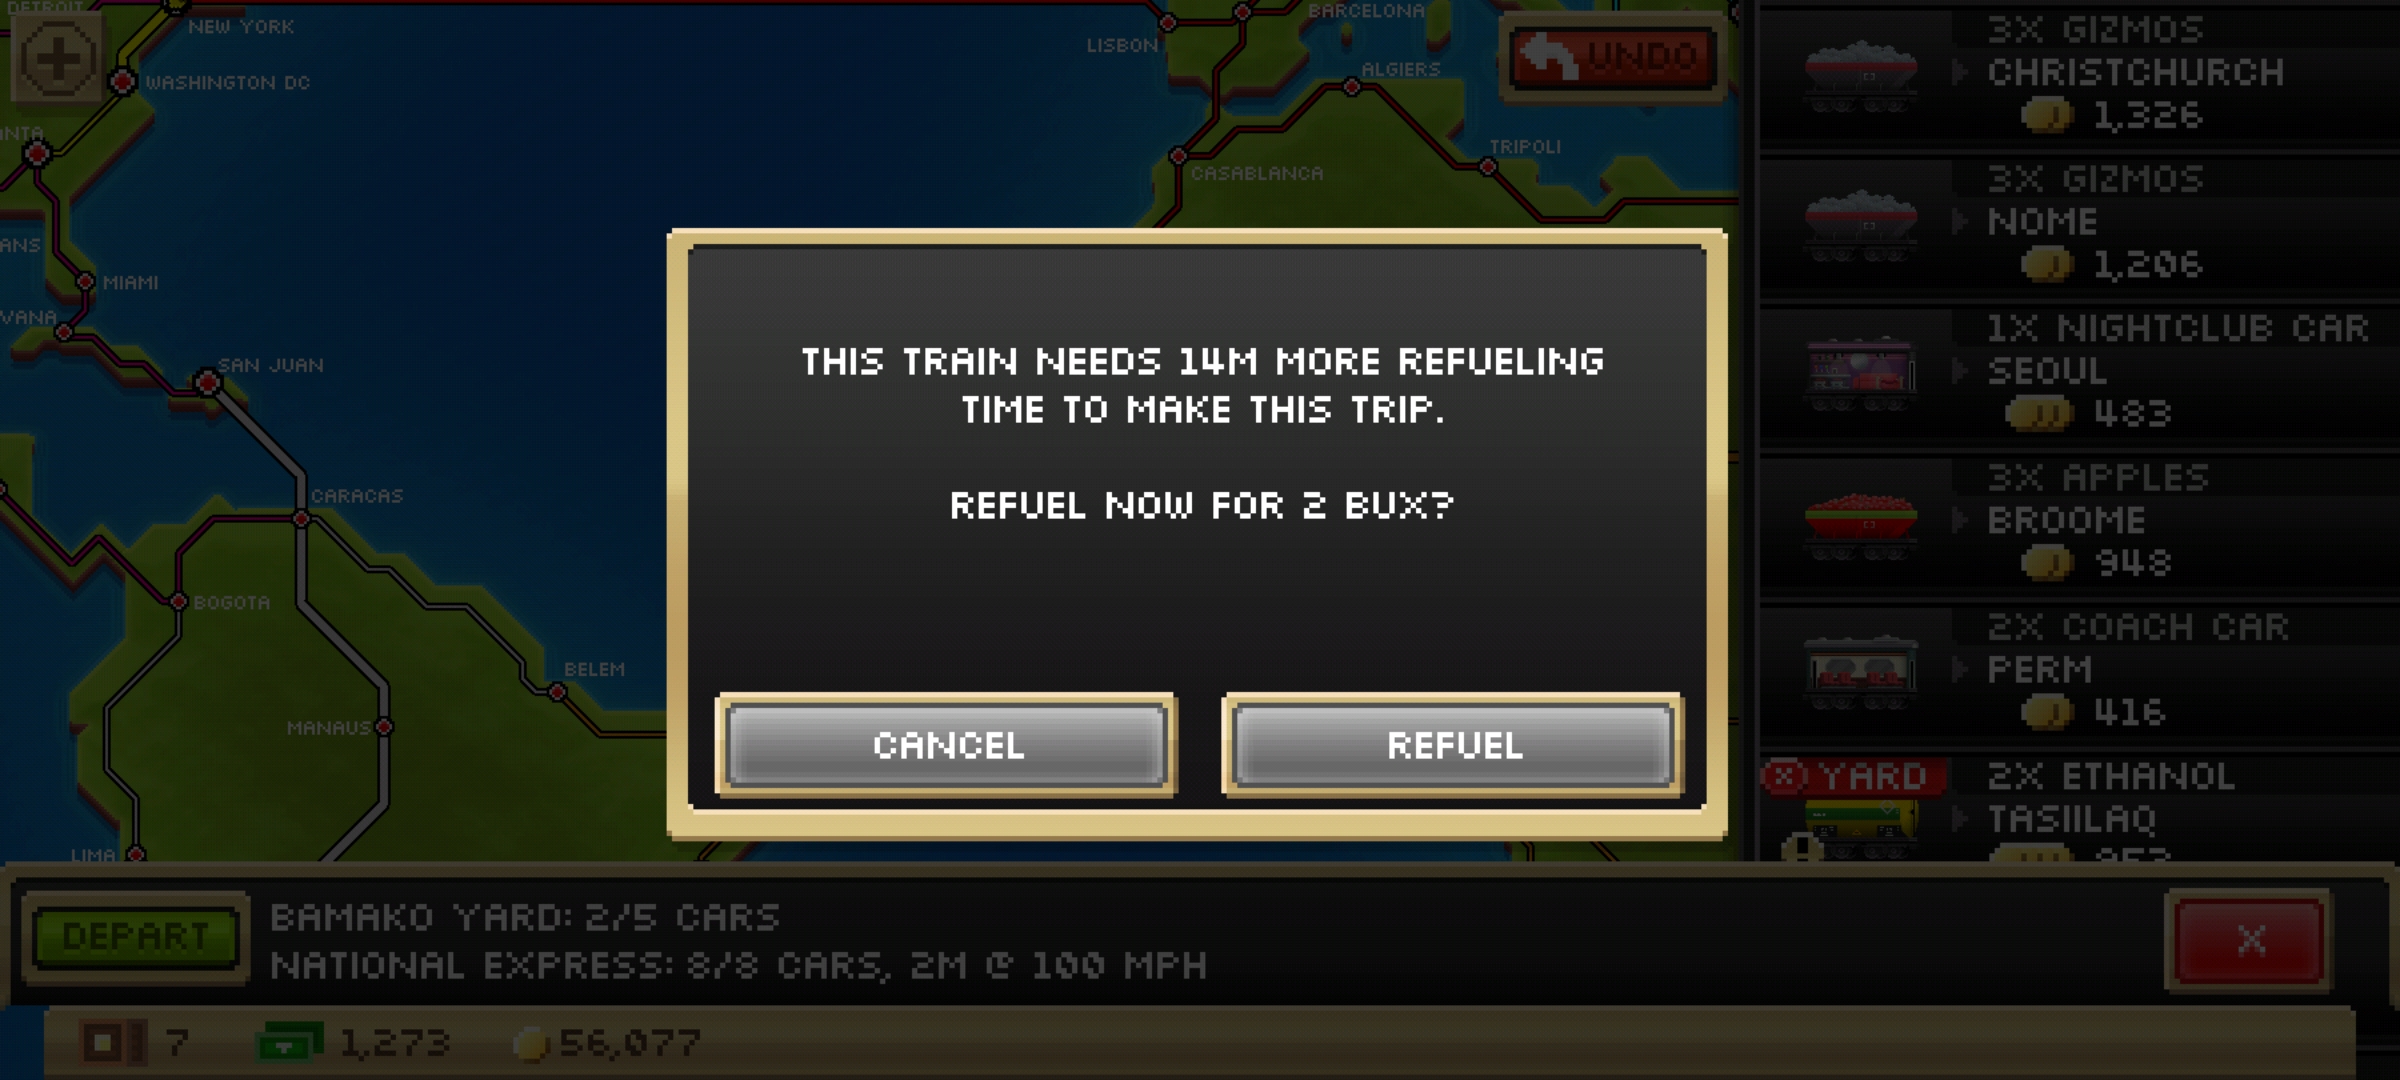 DETROIT
NEW YORK
WASHINGTON DC
ANTA
ANS
MIAMI
VANA
SAN JUAN
CARACAS
BOGOTA
BELEM
MANAUS
LIMA
LISBON
BARCELONA
ALGIERS
CASABLANCA
TRIPOLI
UNDO
THIS TRAIN NEEDS 14M MORE REFUELING
TIME TO MAKE THIS TRIP.
REFUEL NOW FOR 2 BUX?
CANCEL
REFUEL
3X GIZMOS
CHRISTCHURCH
1,326
3X GIZMOS
NOME
1,206
1X NIGHTCLUB CAR
SEOUL
483
3X APPLES
BROOME
948
2X COACH CAR
PERM
416
X YARD
2X ETHANOL
TASIILAQ
DEPART
BAMAKO YARD: 2/5 CARS
NATIONAL EXPRESS: 8/8 CARS, 2M @ 100 MPH
X
7
1,273
56,077